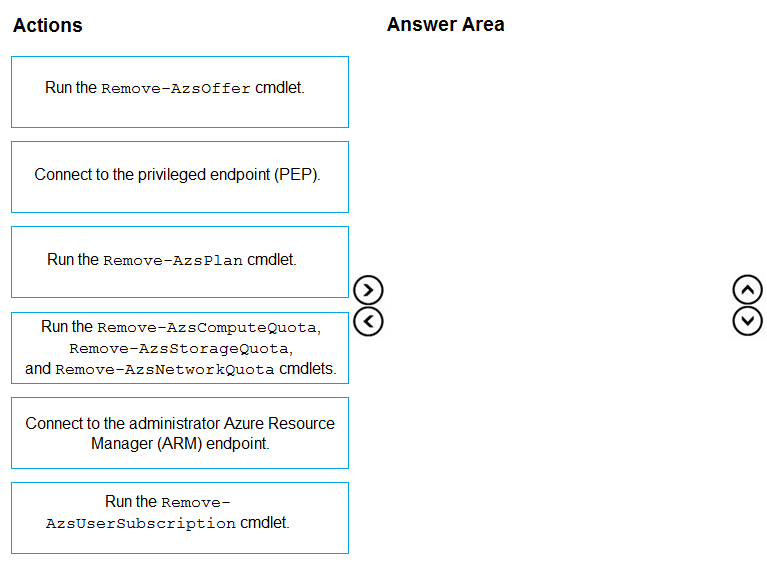 Actions
Answer Area
Run the Remove-AzsOffer cmdlet.
Connect to the privileged endpoint (PEP).
Run the Remove-AzsPlan cmdlet.
Run the Remove-AzsComputeQuota,
Remove-AzsStorageQuota,
and Remove-AzsNetworkQuota cmdlets.
Connect to the administrator Azure Resource
Manager (ARM) endpoint.
Run the Remove-
AzsUserSubscription cmdlet.